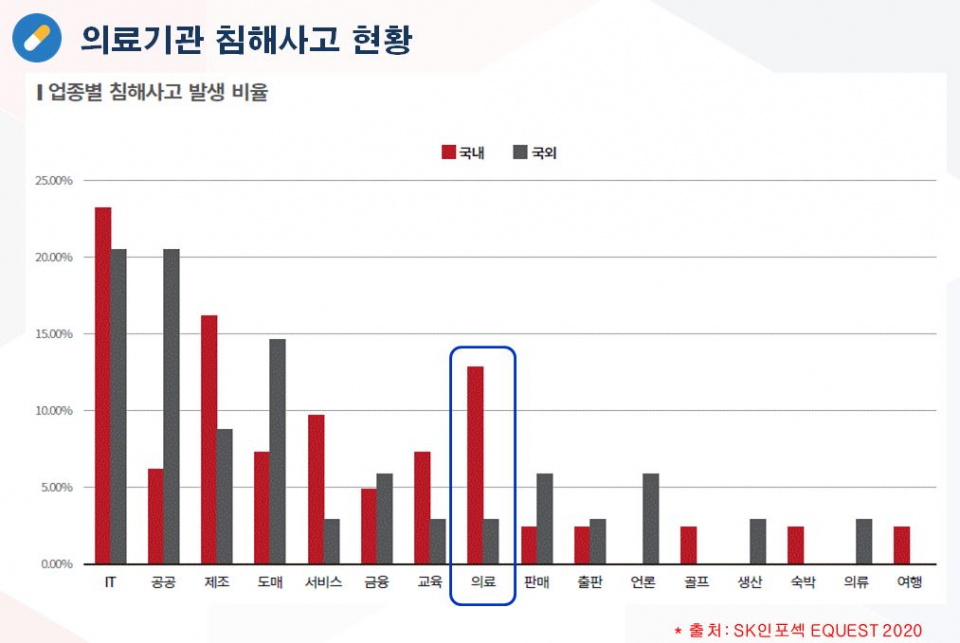 의료기관 침해사고 현황
업종별 침해사고 발생 비율
국내 국외
25.00%
20.00%
15.00%
10.00%
5.00%
0.00%
IT 공공 제조 도매 서비스 금융 교육 의료 판매 출판 언론 골프 생산 숙박 의류 여행
* 출처: SK인포섹 EQUEST 2020